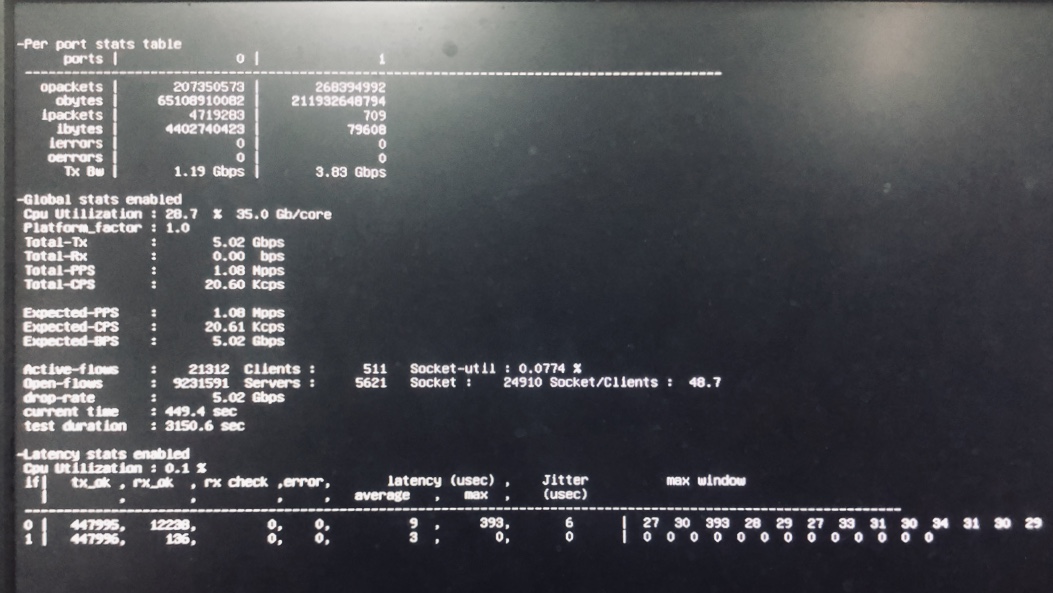 -Per port stats table
ports | 0 | 1
-----------------------------------------------------------------------------------------
opackets | 207350573 | 268394992
obytes | 65108910082 | 211932648794
ipackets | 4719283 | 709
ibytes | 4402740423 | 79608
ierrors | 0 | 0
oerrors | 0 | 0
Tx Bw | 1.19 Gbps | 3.83 Gbps
-Global stats enabled
Cpu Utilization : 28.7 % 35.0 Gb/core
Platform_factor : 1.0
Total-Tx : 5.02 Gbps
Total-Rx : 0.00 bps
Total-PPS : 1.08 Mpps
Total-CPS : 20.60 Kcps
Expected-PPS : 1.08 Mpps
Expected-CPS : 20.61 Kcps
Expected-BPS : 5.02 Gbps
Active-flows : 21312 Clients : 511 Socket-util : 0.0774 %
Open-flows : 9231591 Servers : 5621 Socket : 24910 Socket/Clients : 48.7
drop-rate : 5.02 Gbps
current time : 449.4 sec
test duration : 3150.6 sec
-Latency stats enabled
Cpu Utilization : 0.1 %
if| tx_ok , rx_ok , rx check ,error, latency (usec) , Jitter max window
| , , , , average , max , (usec)
-----------------------------------------------------------------------------------------
0 | 447995, 12238, 0, 0, 9 , 393, 6 | 27 30 393 28 29 27 33 31 30 34 31 30 29
1 | 447996, 136, 0, 0, 3 , 0, 0 | 0 0 0 0 0 0 0 0 0 0 0 0 0